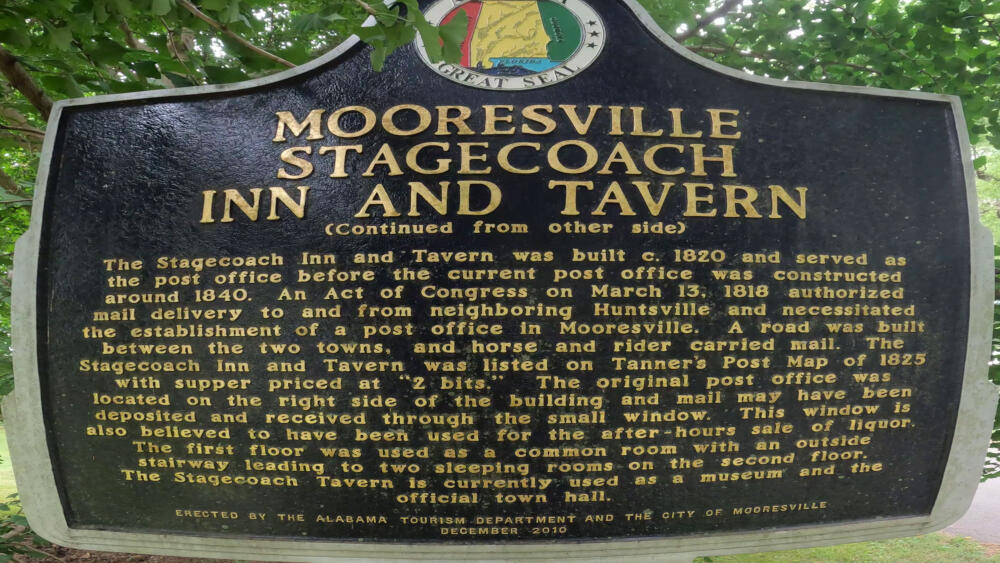 FLORIDA
GREAT SEAL
MOORESVILLE
STAGECOACH
INN AND TAVERN
(Continued from other side)
The Stagecoach Inn and Tavern was built c. 1820 and served as
the post office before the current post office was constructed
around 1840. An Act of Congress on March 13, 1818 authorized
mail delivery to and from neighboring Huntsville and necessitated
the establishment of a post office in Mooresville. A road was built
between the two towns, and horse and rider carried mail. The
Stagecoach Inn and Tavern was listed on Tanner's Post Map of 1825
with supper priced at "2 bits." The original post office was
located on the right side of the building and mail may have been
deposited and received through the small window. This window is
also believed to have been used for the after-hours sale of liquor.
The first floor was used as a common room with an outside
stairway leading to two sleeping rooms on the second floor.
The Stagecoach Tavern is currently used as a museum and the
official town hall.
ERECTED BY THE ALABAMA TOURISM DEPARTMENT AND THE CITY OF MOORESVILLE
DECEMBER 2010